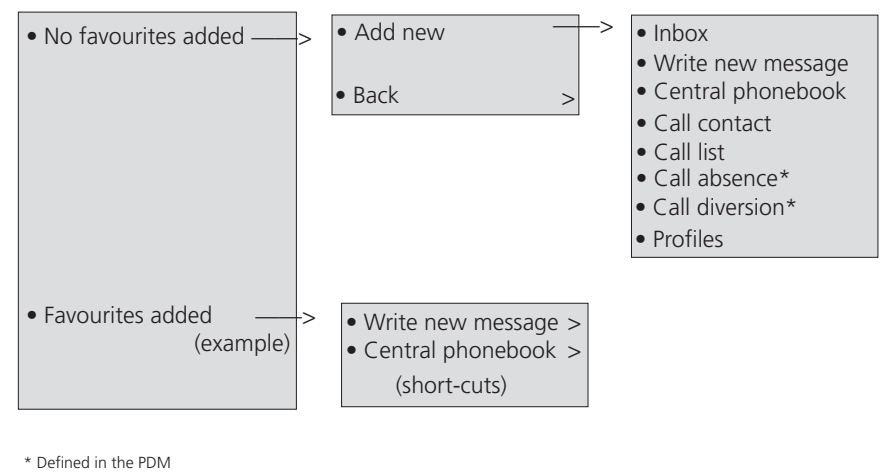 • No favourites added >
• Add new >
• Back >
• Inbox
• Write new message
• Central phonebook
• Call contact
• Call list
• Call absence*
• Call diversion*
• Profiles
• Favourites added >
(example)
• Write new message >
• Central phonebook >
(short-cuts)
* Defined in the PDM